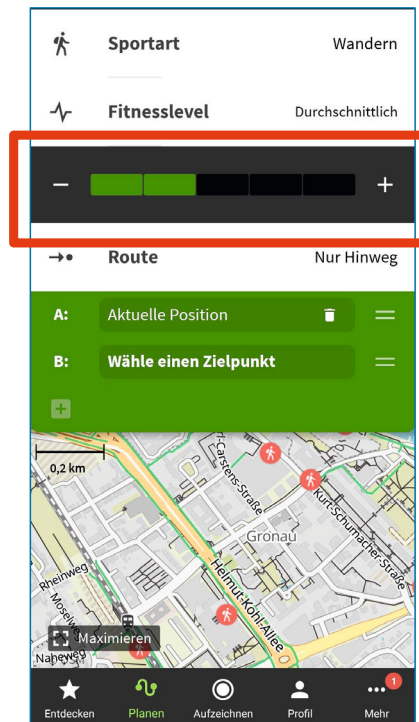 Sportart
Wandern
Fitnesslevel
Durchschnittlich
Route
Nur Hinweg
A: Aktuelle Position
B: Wähle einen Zielpunkt
0,2 km
-Carstens-Straße
Kurt-Schumacher-Straße
Gronau
Helmut-Kohl-Allee
Rheinweg
Moselweg
Maximieren
Naheweg
1
Entdecken
Planen
Aufzeichnen
Profil
Mehr